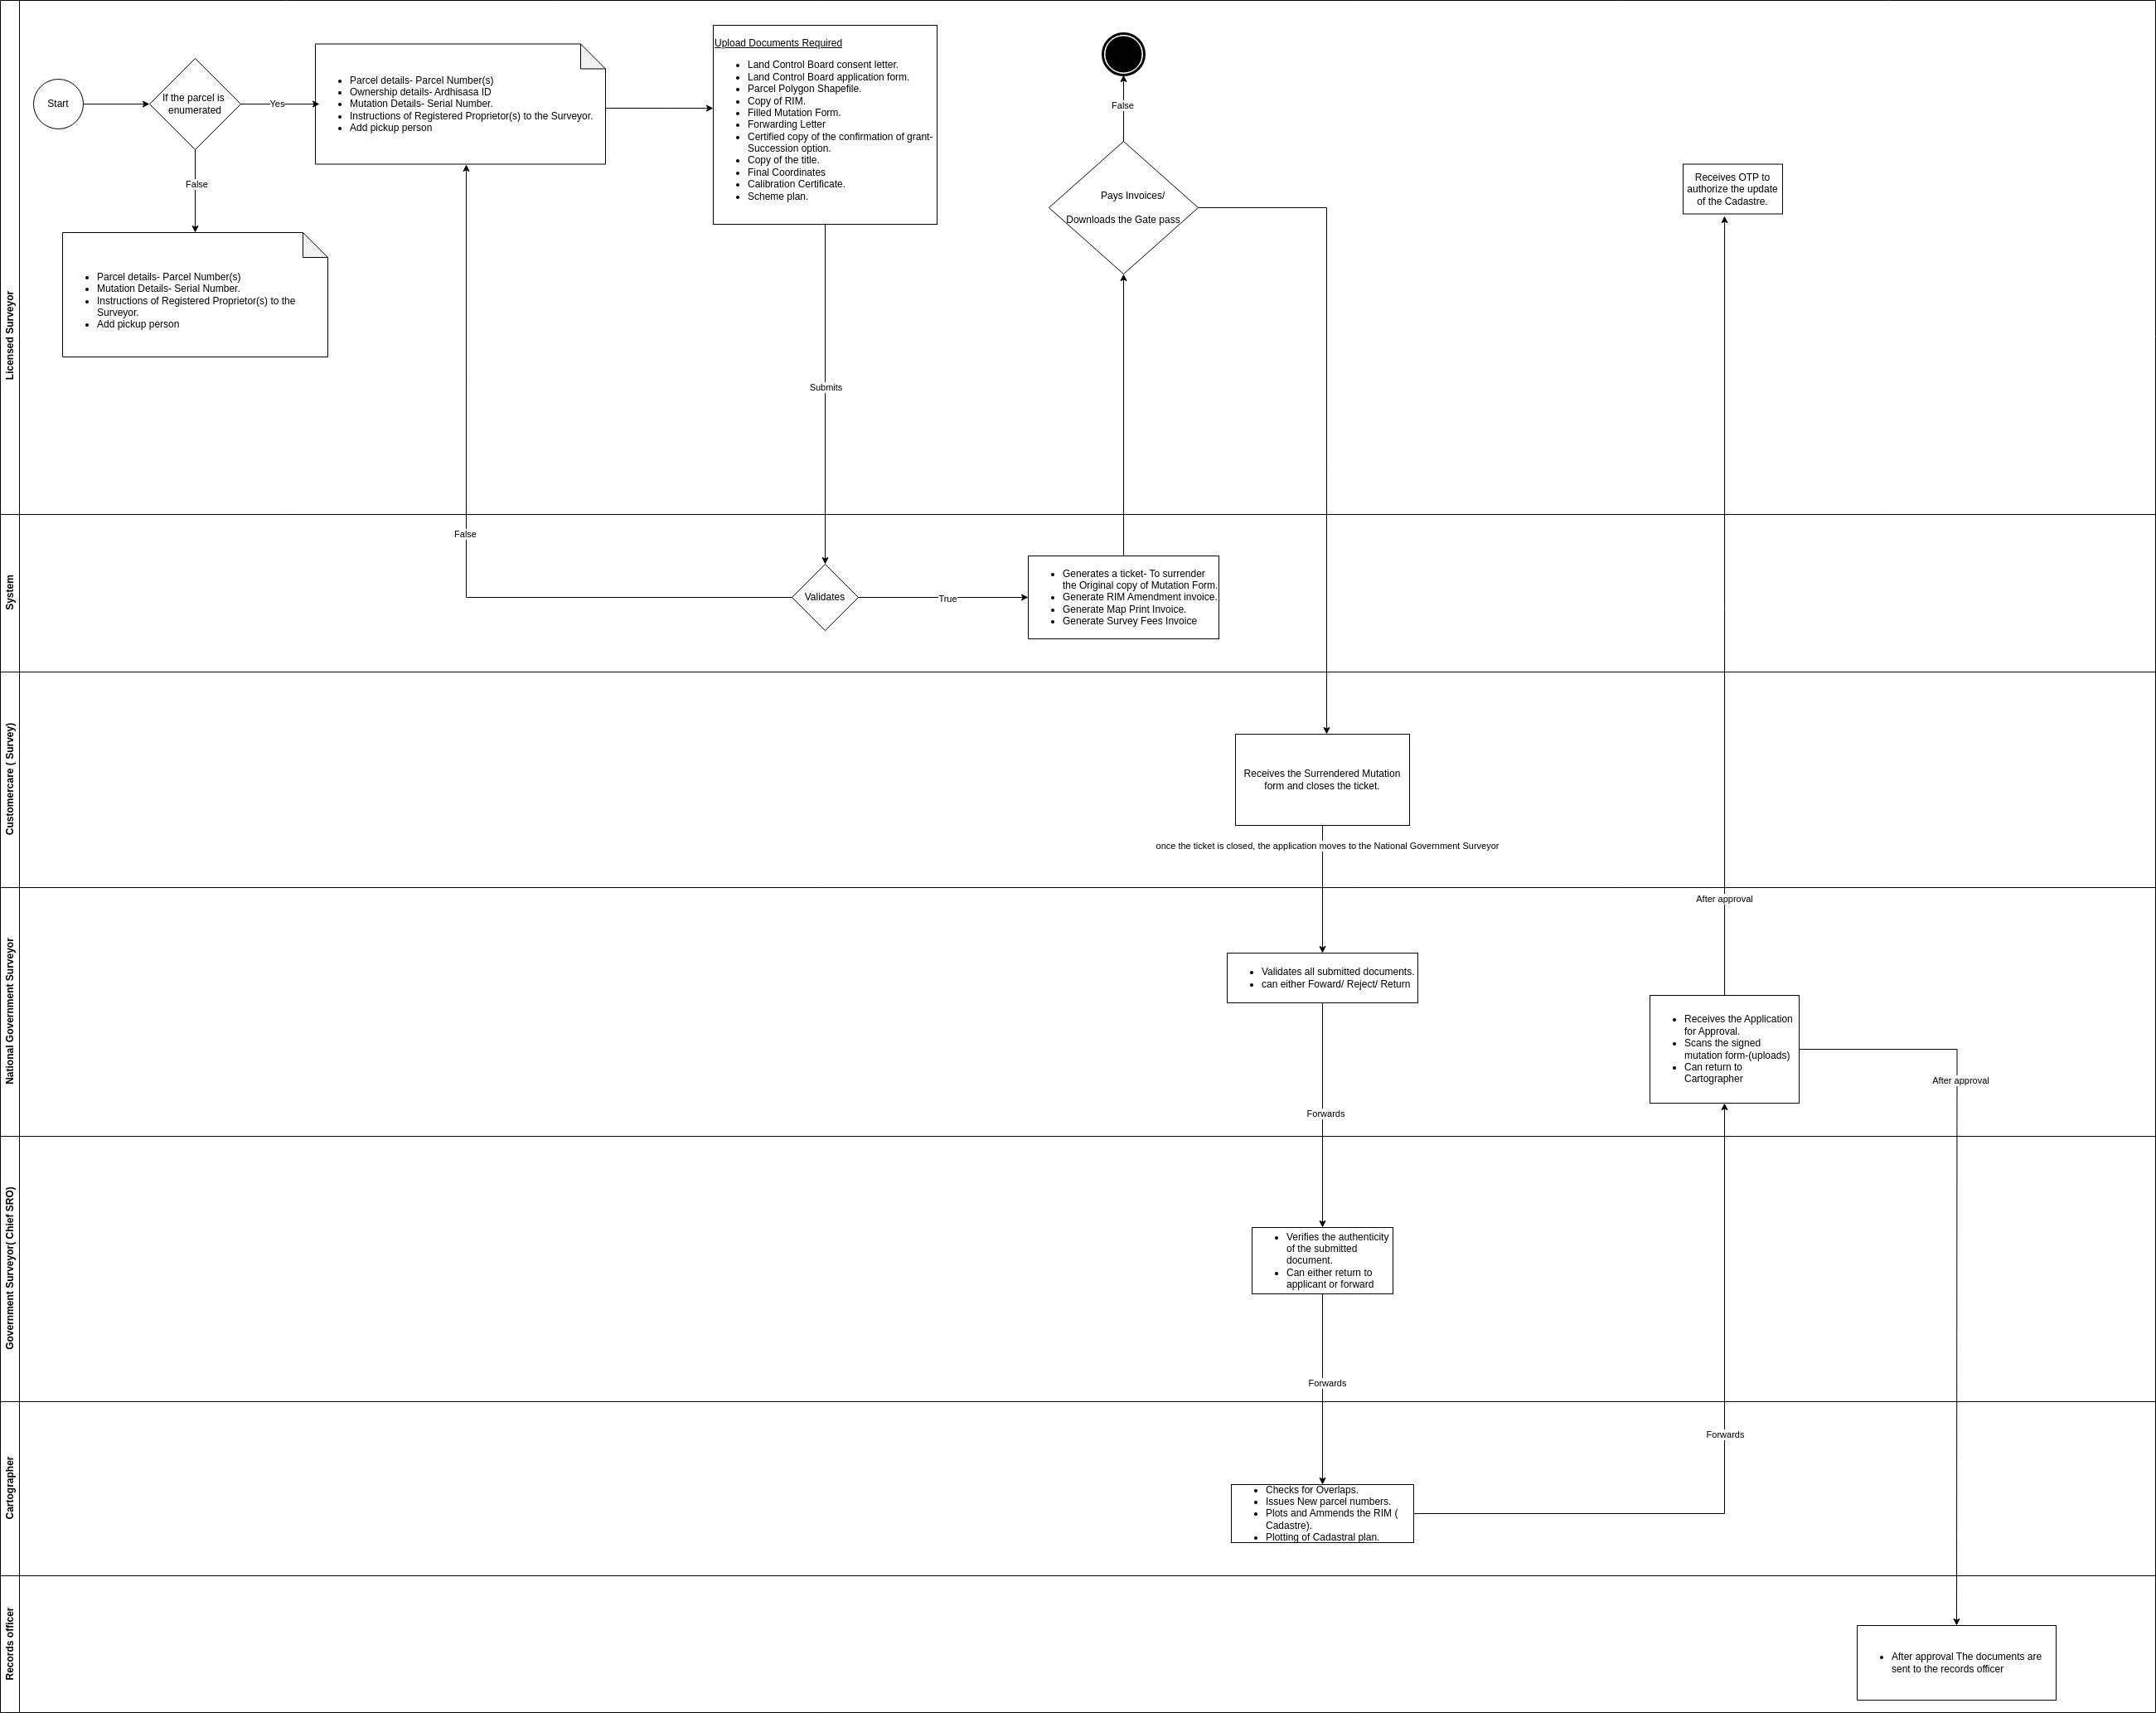 Licensed Surveyor
Start
If the parcel is
enumerated
Yes
False
Parcel details- Parcel Number(s)
Ownership details- Ardhisasa ID
Mutation Details- Serial Number.
Instructions of Registered Proprietor(s) to the Surveyor.
Add pickup person
Parcel details- Parcel Number(s)
Mutation Details- Serial Number.
Instructions of Registered Proprietor(s) to the
Surveyor.
Add pickup person
Upload Documents Required
Land Control Board consent letter.
Land Control Board application form.
Parcel Polygon Shapefile.
Copy of RIM.
Filled Mutation Form.
Forwarding Letter
Certified copy of the confirmation of grant-
Succession option.
Copy of the title.
Final Coordinates
Calibration Certificate.
Scheme plan.
Submits
False
Pays Invoices/
Downloads the Gate pass
Receives OTP to
authorize the update
of the Cadastre.
System
False
Validates
True
Generates a ticket- To surrender
the Original copy of Mutation Form.
Generate RIM Amendment invoice.
Generate Map Print Invoice.
Generate Survey Fees Invoice
Customercare ( Survey)
Receives the Surrendered Mutation
form and closes the ticket.
once the ticket is closed, the application moves to the National Government Surveyor
National Government Surveyor
After approval
Validates all submitted documents.
can either Foward/ Reject/ Return
Receives the Application
for Approval.
Scans the signed
mutation form-(uploads)
Can return to
Cartographer
After approval
Forwards
Government Surveyor( Chief SRO)
Verifies the authenticity
of the submitted
document.
Can either return to
applicant or forward
Forwards
Cartographer
Forwards
Checks for Overlaps.
Issues New parcel numbers.
Plots and Ammends the RIM (
Cadastre).
Plotting of Cadastral plan.
Records officer
After approval The documents are
sent to the records officer